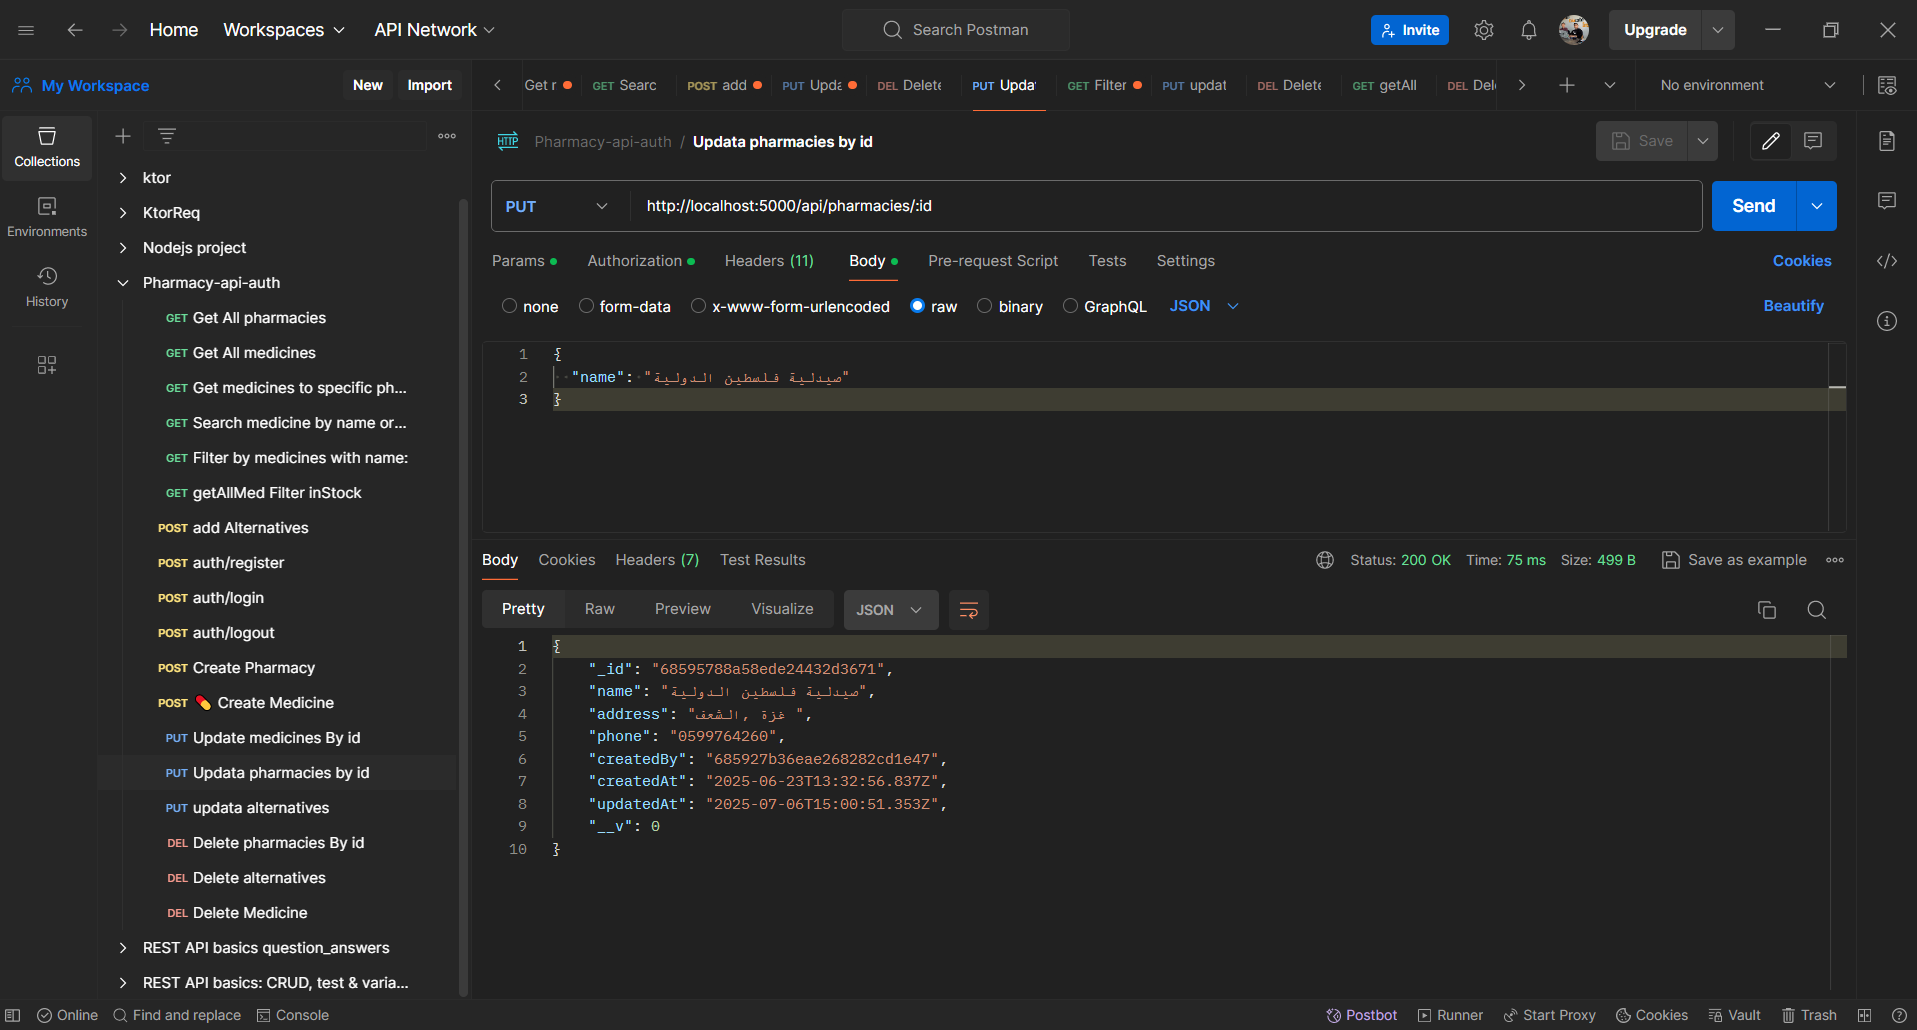 Home Workspaces API Network Search Postman Invite Upgrade
My Workspace New Import
Get r GET Searc POST add PUT Upda DEL Delete PUT Updat GET Filter PUT updat DEL Delete GET getAll DEL Del No environment
Collections
Environments
History
ktor
KtorReq
Nodejs project
Pharmacy-api-auth
GET Get All pharmacies
GET Get All medicines
GET Get medicines to specific ph...
GET Search medicine by name or...
GET Filter by medicines with name:
GET getAllMed Filter inStock
POST add Alternatives
POST auth/register
POST auth/login
POST auth/logout
POST Create Pharmacy
POST 💊 Create Medicine
PUT Update medicines By id
PUT Updata pharmacies by id
PUT updata alternatives
DEL Delete pharmacies By id
DEL Delete alternatives
DEL Delete Medicine
REST API basics question_answers
REST API basics: CRUD, test & varia...
HTTP Pharmacy-api-auth / Updata pharmacies by id Save
PUT http://localhost:5000/api/pharmacies/:id Send
Params Authorization Headers (11) Body Pre-request Script Tests Settings Cookies
none form-data x-www-form-urlencoded raw binary GraphQL JSON Beautify
1 {
2 "name": "صيدلية فلسطين الدولية"
3 }
Body Cookies Headers (7) Test Results Status: 200 OK Time: 75 ms Size: 499 B Save as example
Pretty Raw Preview Visualize JSON
1 {
2 "_id": "68595788a58ede24432d3671",
3 "name": "صيدلية فلسطين الدولية",
4 "address": "غزة ,الشعف ",
5 "phone": "0599764260",
6 "createdBy": "685927b36eae268282cd1e47",
7 "createdAt": "2025-06-23T13:32:56.837Z",
8 "updatedAt": "2025-07-06T15:00:51.353Z",
9 "__v": 0
10 }
Online Find and replace Console Postbot Runner Start Proxy Cookies Vault Trash